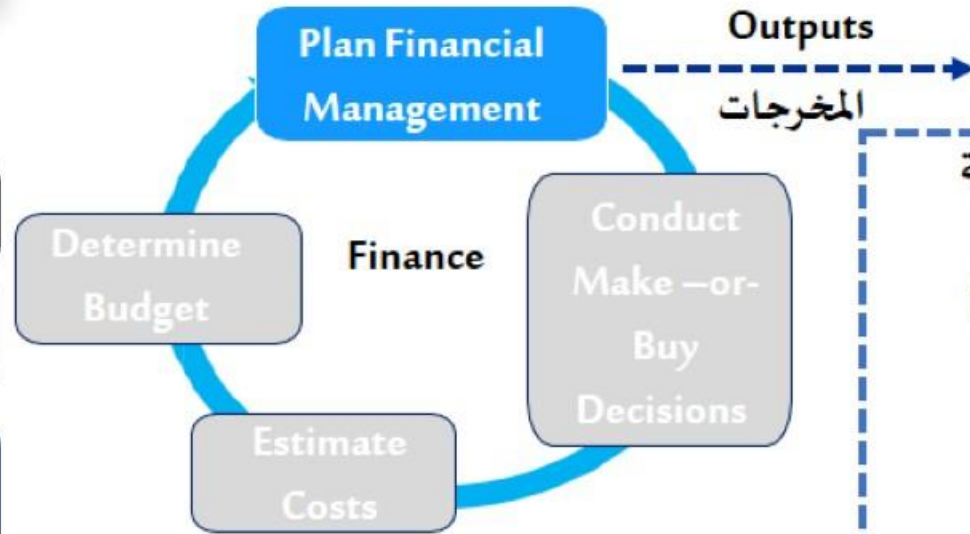 Plan Financial
Management
Outputs
المخرجات
Conduct
Make –or-
Buy
Decisions
Determine
Budget
Finance
Estimate
Costs